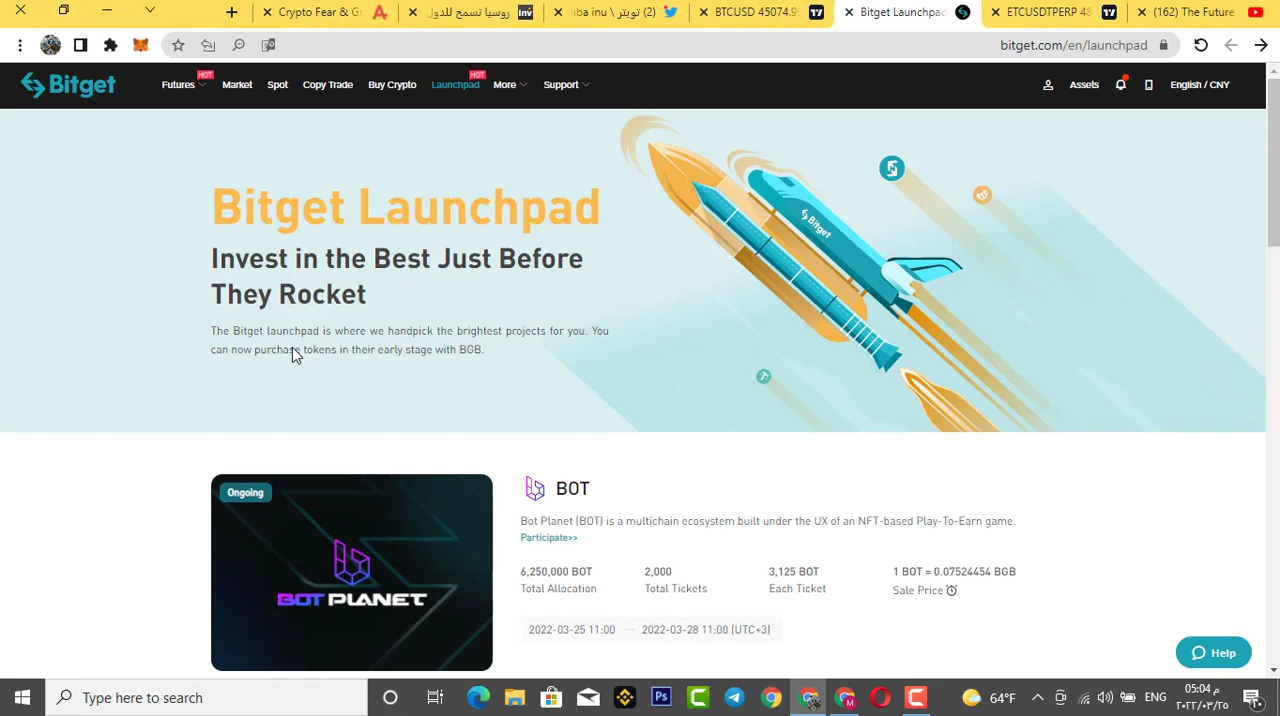 Crypto Fear & Gr
روسيا تسمح للدول
(2) تويتر \ iba inu
BTCUSD 45074.9
Bitget Launchpad
ETCUSDTPERP 48
(162) The Future
bitget.com/en/launchpad
Bitget
Futures HOT Market Spot Copy Trade Buy Crypto Launchpad HOT More Support Assets English / CNY
Bitget Launchpad
Invest in the Best Just Before
They Rocket
The Bitget launchpad is where we handpick the brightest projects for you. You
can now purchase tokens in their early stage with BGB.
Bitget
Ongoing
BOT PLANET
BOT
Bot Planet (BOT) is a multichain ecosystem built under the UX of an NFT-based Play-To-Earn game.
Participate>>
6,250,000 BOT 2,000 3,125 BOT 1 BOT = 0.07524454 BGB
Total Allocation Total Tickets Each Ticket Sale Price
2022-03-25 11:00 — 2022-03-28 11:00 (UTC+3)
Help
Type here to search
64°F
ENG
05:04 م
٢٠٢٢/٠٣/٢٥